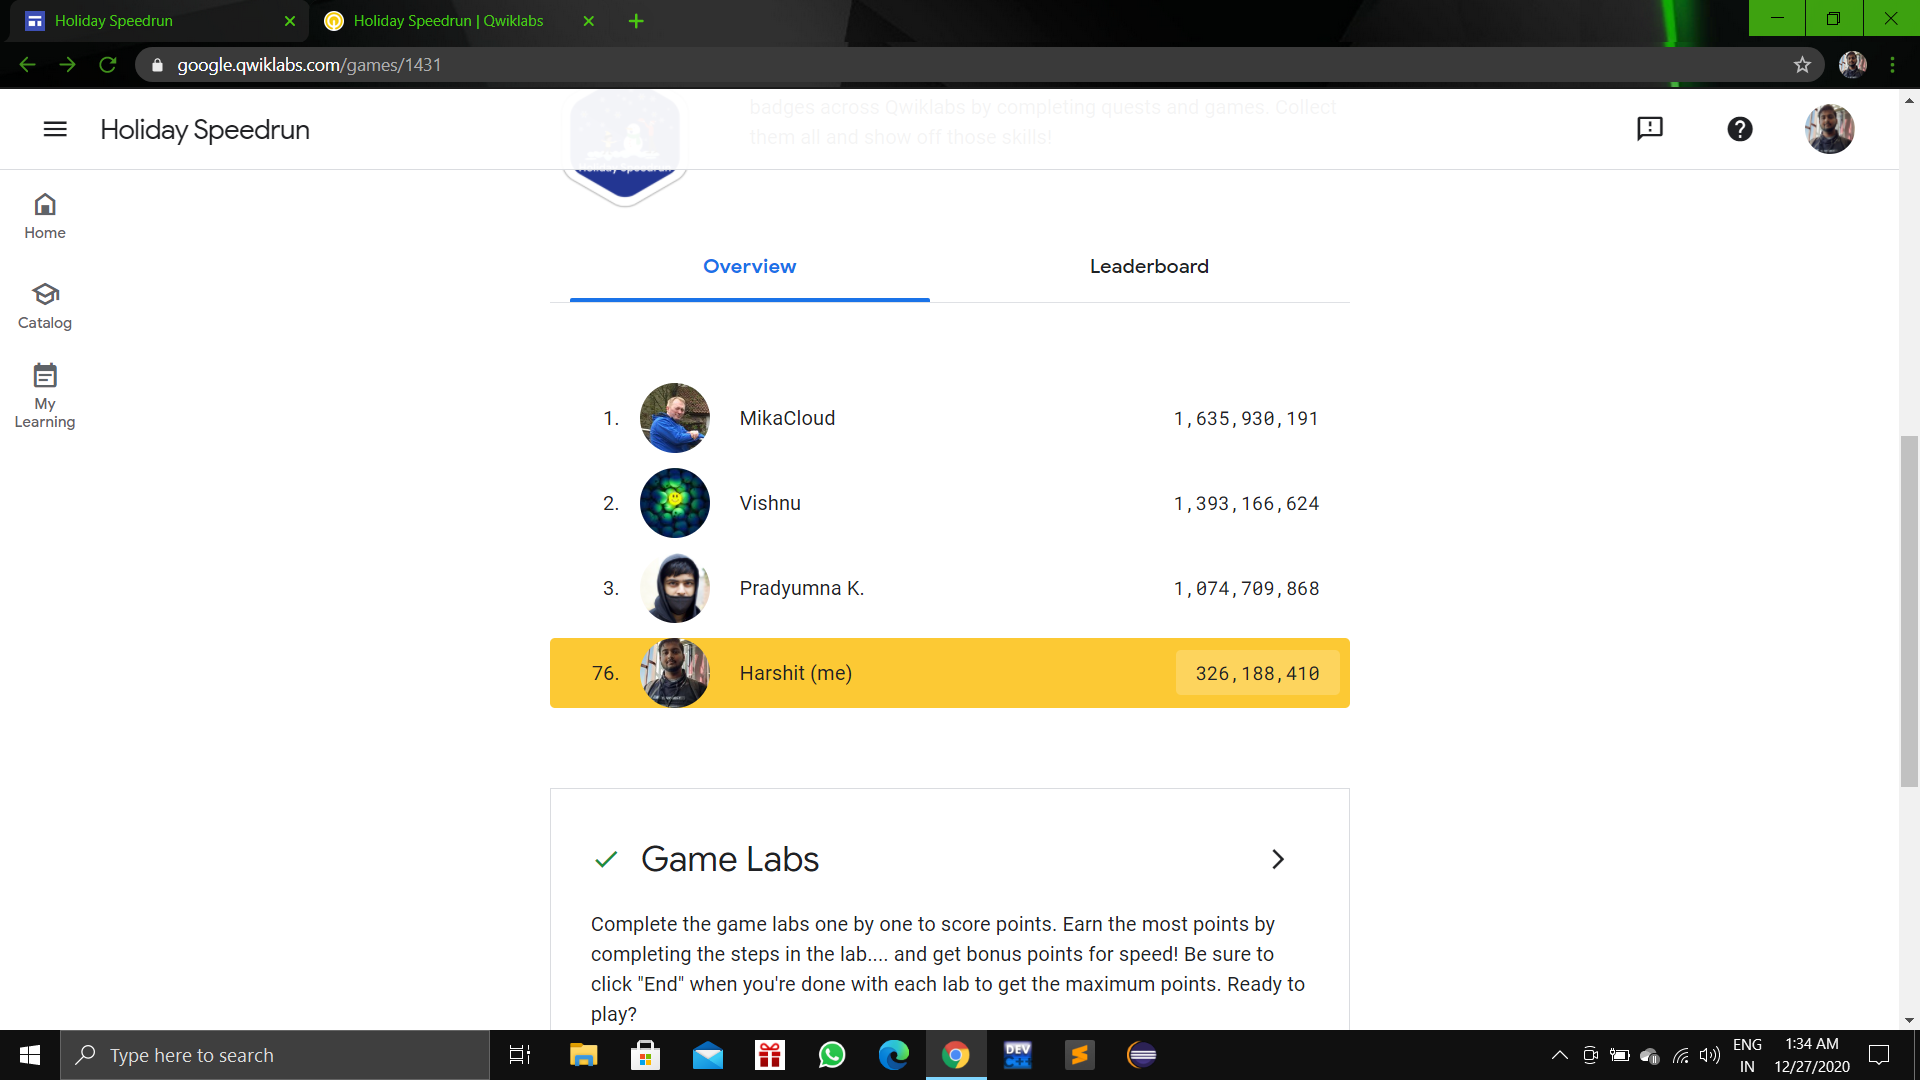 Holiday Speedrun
Holiday Speedrun | Qwiklabs
google.qwiklabs.com/games/1431
Holiday Speedrun
badges across Qwiklabs by completing quests and games. Collect
them all and show off those skills!
Holiday Speedrun
Home
Catalog
My
Learning
Overview
Leaderboard
1. MikaCloud 1,635,930,191
2. Vishnu 1,393,166,624
3. Pradyumna K. 1,074,709,868
76. Harshit (me) 326,188,410
Game Labs
Complete the game labs one by one to score points. Earn the most points by
completing the steps in the lab.... and get bonus points for speed! Be sure to
click "End" when you're done with each lab to get the maximum points. Ready to
play?
Type here to search
DEV
C++
ENG
IN
1:34 AM
12/27/2020